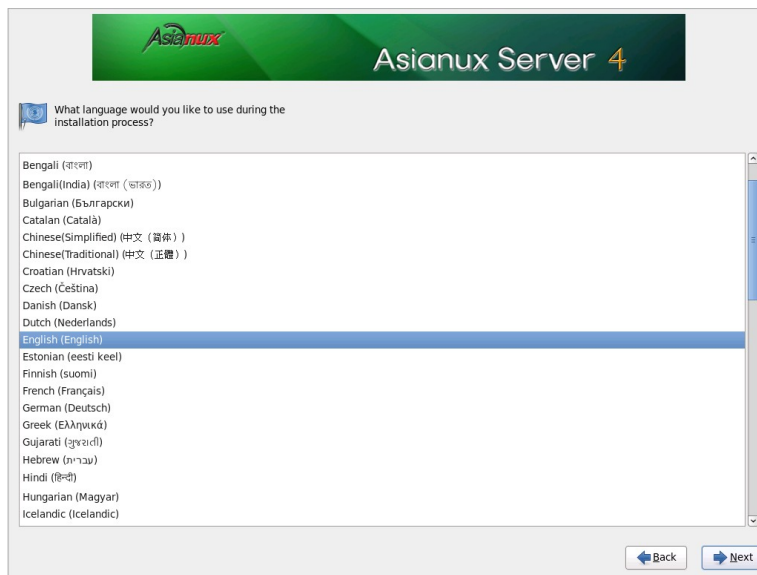 Asianux
Asianux Server 4
What language would you like to use during the
installation process?
Bengali (বাংলা)
Bengali(India) (বাংলা (ভারত))
Bulgarian (Български)
Catalan (Català)
Chinese(Simplified) (中文（简体）)
Chinese(Traditional) (中文（正體）)
Croatian (Hrvatski)
Czech (Čeština)
Danish (Dansk)
Dutch (Nederlands)
English (English)
Estonian (eesti keel)
Finnish (suomi)
French (Français)
German (Deutsch)
Greek (Ελληνικά)
Gujarati (ગુજરાતી)
Hebrew (עברית)
Hindi (हिन्दी)
Hungarian (Magyar)
Icelandic (Icelandic)
Back
Next